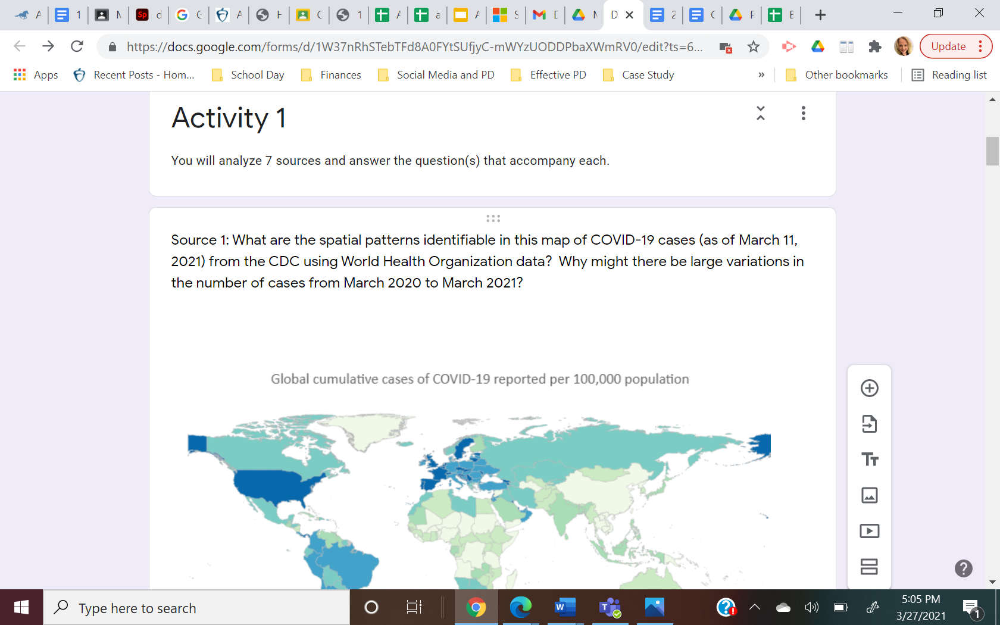 A
1
M
Sp
d
G
A
H
C
1
A
a
A
S
M
D
2
C
F
E
https://docs.google.com/forms/d/1W37nRhSTebTFd8A0FYtSUfjyC-mWYzUODDPbaXWmRV0/edit?ts=6...
Update
Apps
Recent Posts - Hom...
School Day
Finances
Social Media and PD
Effective PD
Case Study
»
Other bookmarks
Reading list
Activity 1
You will analyze 7 sources and answer the question(s) that accompany each.
Source 1: What are the spatial patterns identifiable in this map of COVID-19 cases (as of March 11,
2021) from the CDC using World Health Organization data?  Why might there be large variations in
the number of cases from March 2020 to March 2021?
Global cumulative cases of COVID-19 reported per 100,000 population
Tт
?
Type here to search
W
T
?
5:05 PM
3/27/2021
1